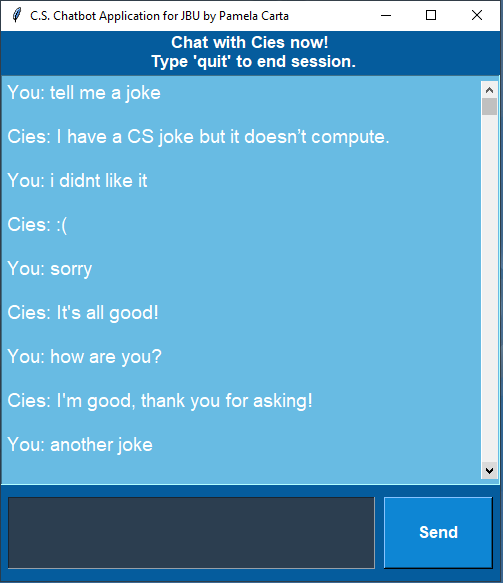 C.S. Chatbot Application for JBU by Pamela Carta
Chat with Cies now!
Type 'quit' to end session.
You: tell me a joke
Cies: I have a CS joke but it doesn’t compute.
You: i didnt like it
Cies: :(
You: sorry
Cies: It's all good!
You: how are you?
Cies: I'm good, thank you for asking!
You: another joke
Send